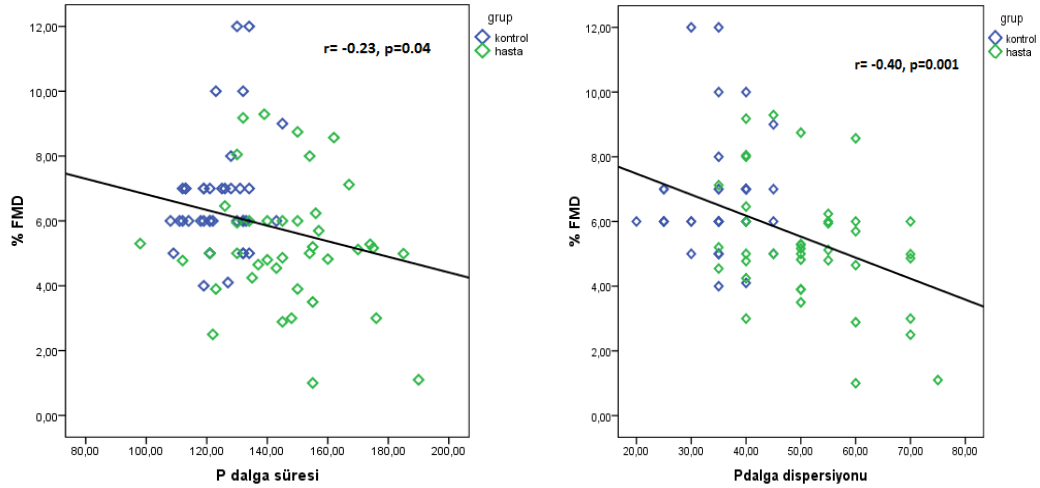 grup
kontrol
hasta
r= -0.23, p=0.04
% FMD
12,00
10,00
8,00
6,00
4,00
2,00
0,00
80,00 100,00 120,00 140,00 160,00 180,00 200,00
P dalga süresi
grup
kontrol
hasta
r= -0.40, p=0.001
% FMD
12,00
10,00
8,00
6,00
4,00
2,00
0,00
20,00 30,00 40,00 50,00 60,00 70,00 80,00
Pdalga dispersiyonu